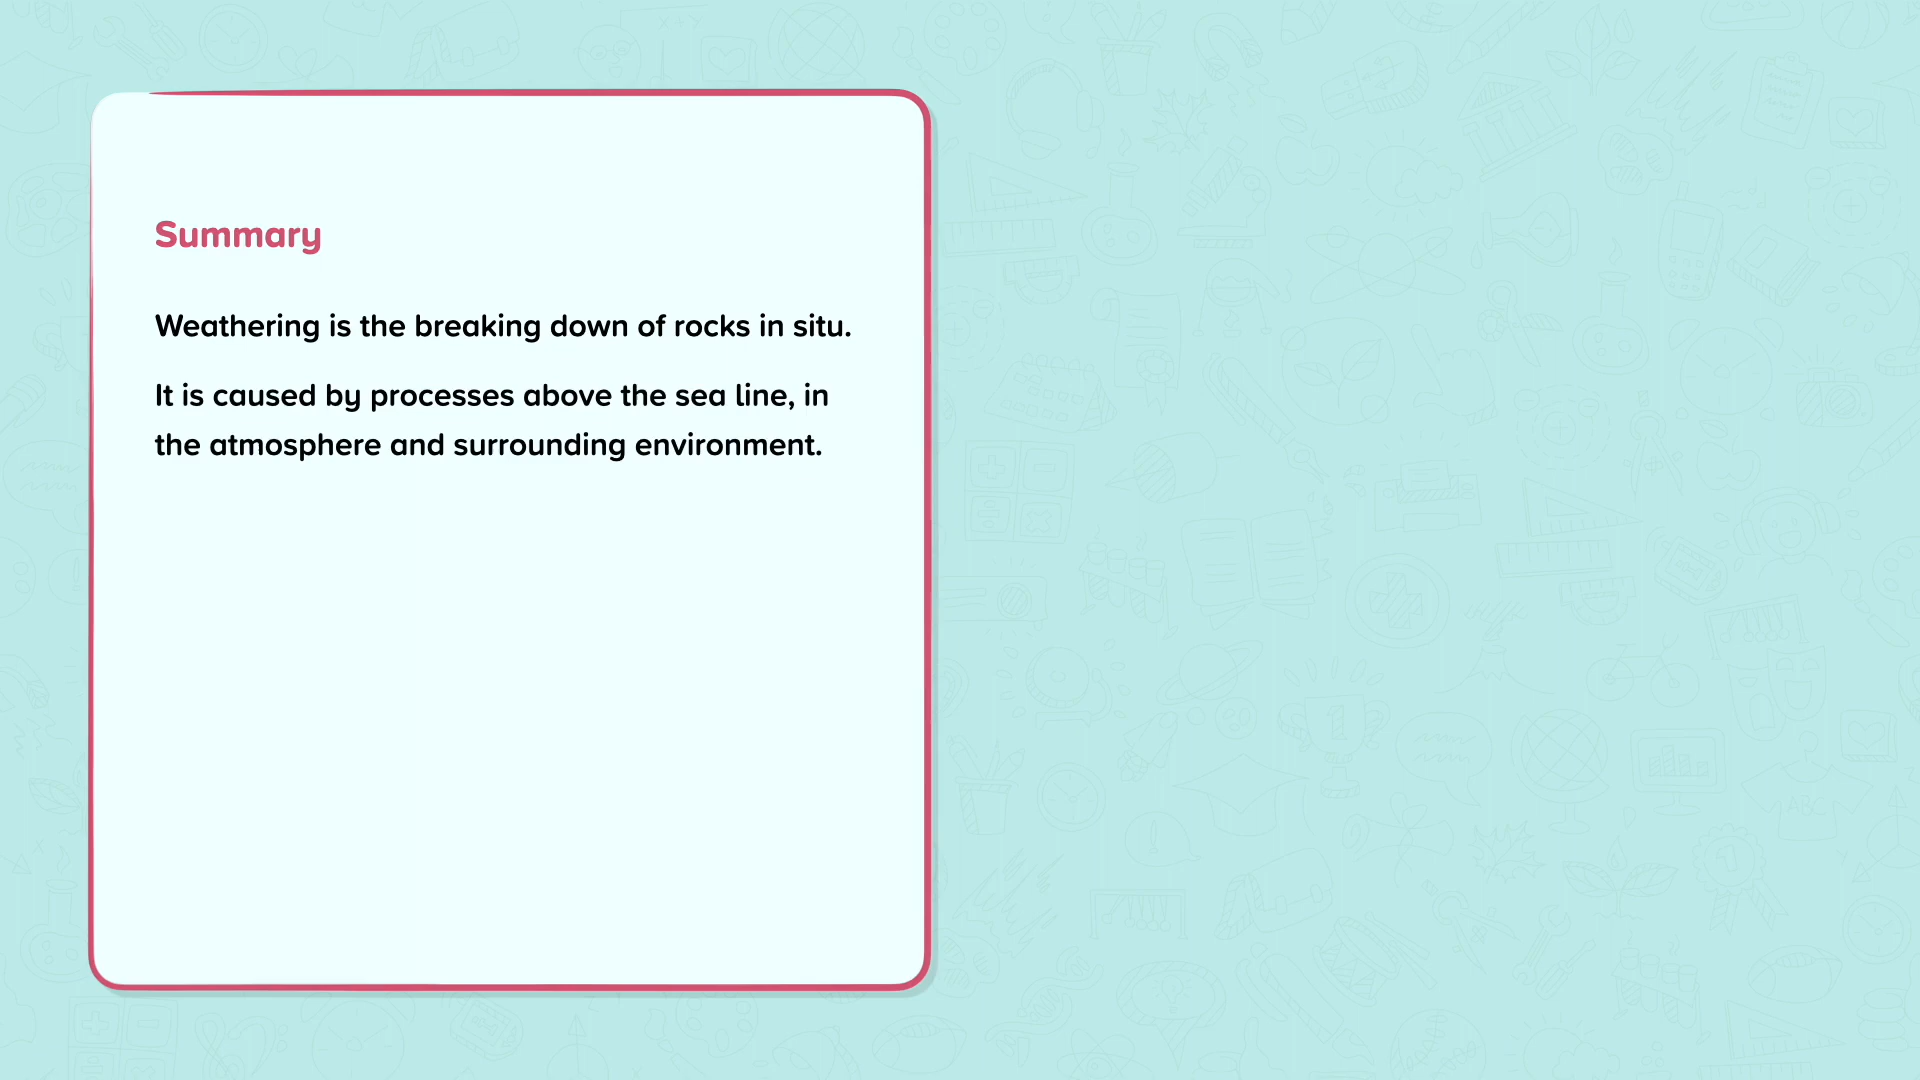 Summary
Weathering is the breaking down of rocks in situ.
It is caused by processes above the sea line, in
the atmosphere and surrounding environment.